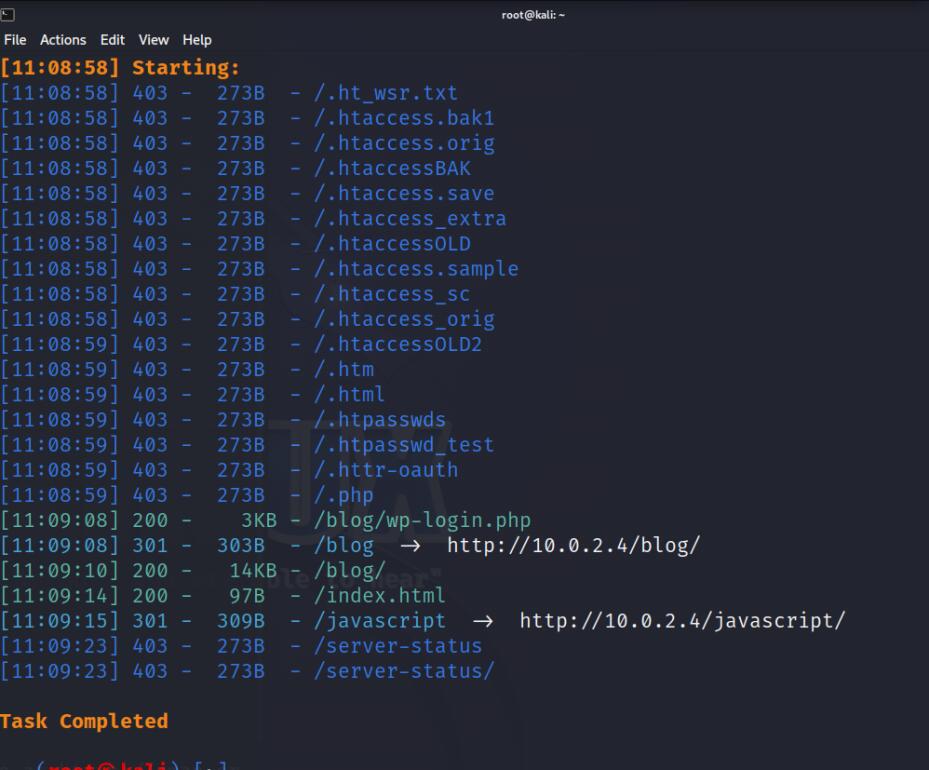 root@kali: ~
File Actions Edit View Help
[11:08:58] Starting:
[11:08:58] 403 - 273B - /.ht_wsr.txt
[11:08:58] 403 - 273B - /.htaccess.bak1
[11:08:58] 403 - 273B - /.htaccess.orig
[11:08:58] 403 - 273B - /.htaccessBAK
[11:08:58] 403 - 273B - /.htaccess.save
[11:08:58] 403 - 273B - /.htaccess_extra
[11:08:58] 403 - 273B - /.htaccessOLD
[11:08:58] 403 - 273B - /.htaccess.sample
[11:08:58] 403 - 273B - /.htaccess_sc
[11:08:58] 403 - 273B - /.htaccess_orig
[11:08:59] 403 - 273B - /.htaccessOLD2
[11:08:59] 403 - 273B - /.htm
[11:08:59] 403 - 273B - /.html
[11:08:59] 403 - 273B - /.htpasswds
[11:08:59] 403 - 273B - /.htpasswd_test
[11:08:59] 403 - 273B - /.httr-oauth
[11:08:59] 403 - 273B - /.php
[11:09:08] 200 - 3KB - /blog/wp-login.php
[11:09:08] 301 - 303B - /blog → http://10.0.2.4/blog/
[11:09:10] 200 - 14KB - /blog/
[11:09:14] 200 - 97B - /index.html
[11:09:15] 301 - 309B - /javascript → http://10.0.2.4/javascript/
[11:09:23] 403 - 273B - /server-status
[11:09:23] 403 - 273B - /server-status/
Task Completed